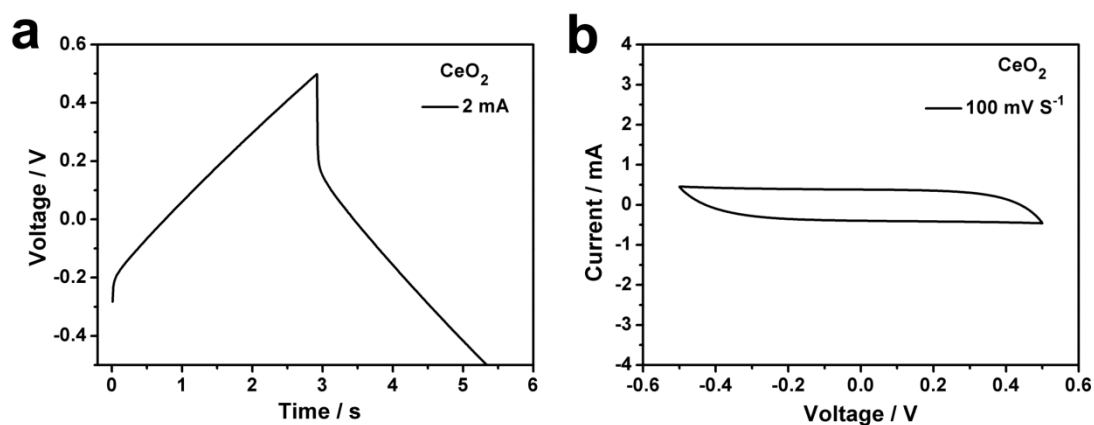 a
0.6
0.4
0.2
0.0
-0.2
-0.4
Voltage / V
CeO₂
2 mA
0 1 2 3 4 5 6
Time / s
b
4
3
2
1
0
-1
-2
-3
-4
Current / mA
CeO₂
100 mV S⁻¹
-0.6 -0.4 -0.2 0.0 0.2 0.4 0.6
Voltage / V